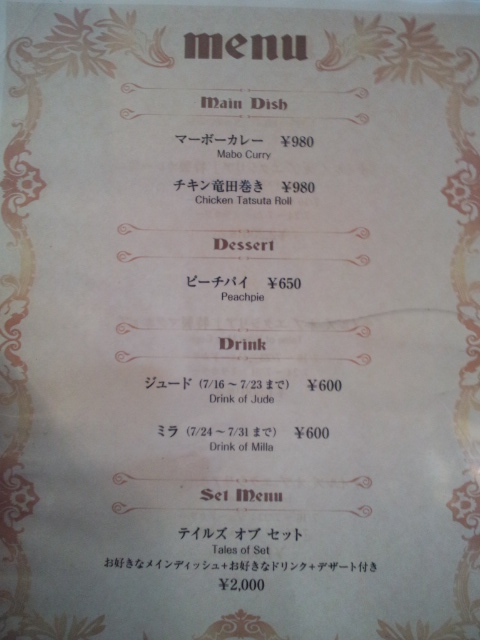 menu
Main Dish
マーボーカレー ￥980
Mabo Curry
チキン竜田巻き ￥980
Chicken Tatsuta Roll
Dessert
ピーチパイ ￥650
Peachpie
Drink
ジュード（7/16～7/23まで） ￥600
Drink of Jude
ミラ（7/24～7/31まで） ￥600
Drink of Milla
Set Menu
テイルズ オブ セット
Tales of Set
お好きなメインディッシュ+お好きなドリンク+デザート付き
￥2,000